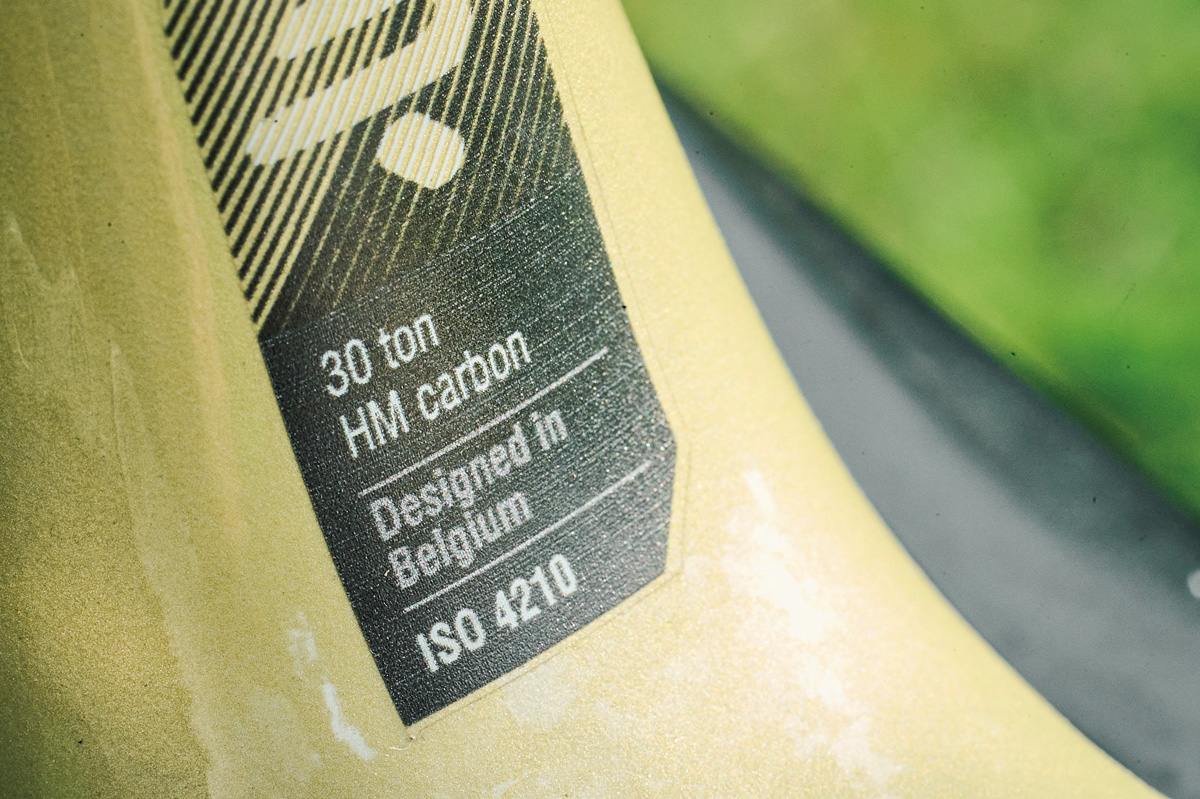 30 ton
HM carbon
Designed in
Belgium
ISO 4210